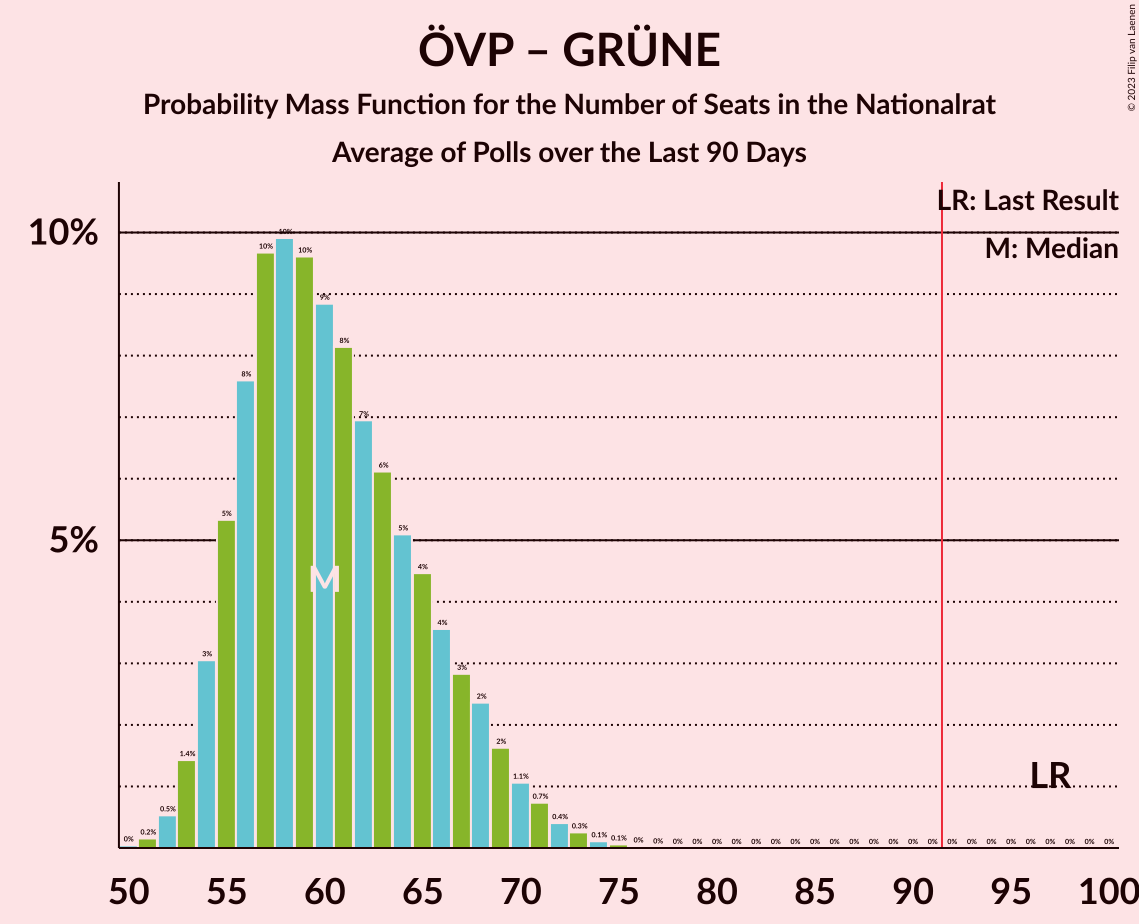 ÖVP – GRÜNE
Probability Mass Function for the Number of Seats in the Nationalrat
Average of Polls over the Last 90 Days
© 2023 Filip van Laenen
LR: Last Result
M: Median
10%
5%
0% 0.2% 0.5% 1.4% 3% 5% 8% 10% 10% 10% 9% 8% 7% 6% 5% 4% 4% 3% 2% 2% 1.1% 0.7% 0.4% 0.3% 0.1% 0.1% 0% 0% 0% 0% 0% 0% 0% 0% 0% 0% 0% 0% 0% 0% 0% 0% 0% 0% 0% 0% 0% 0% 0% 0% 0%
M
LR
50 55 60 65 70 75 80 85 90 95 100